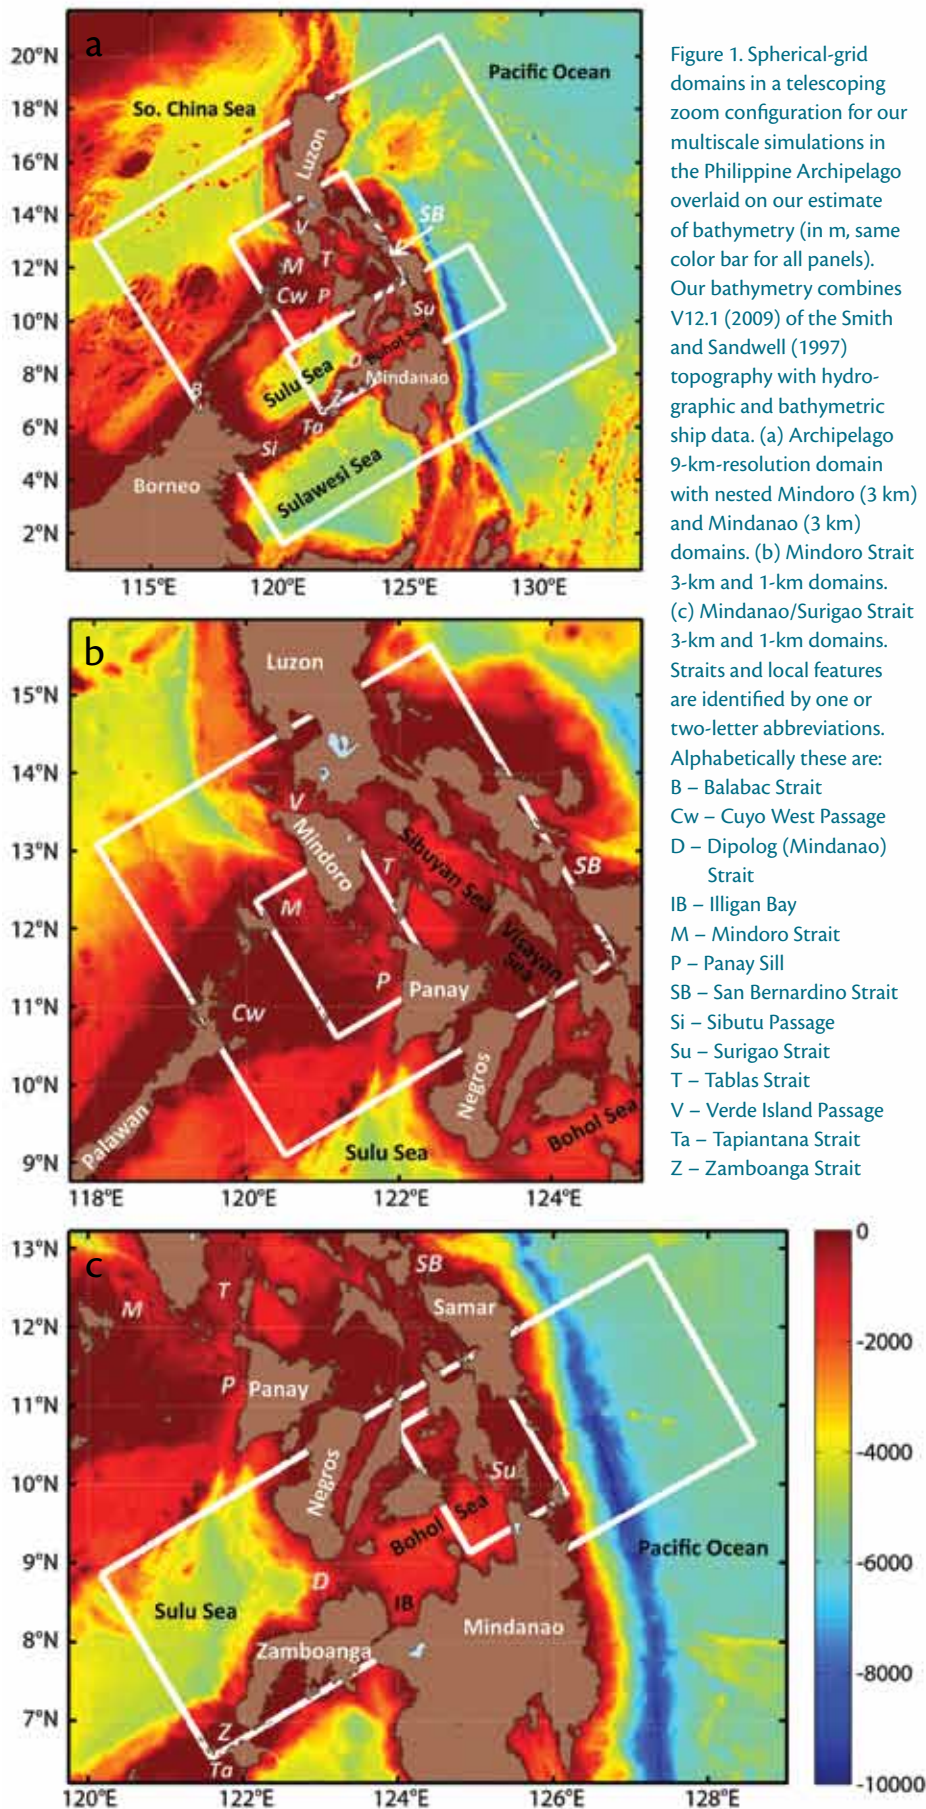 a
20°N
18°N
16°N
14°N
12°N
10°N
8°N
6°N
4°N
2°N
115°E
120°E
125°E
130°E
So. China Sea
Pacific Ocean
Luzon
SB
V
M
T
Cw
P
Su
Bohol Sea
D
Mindanao
Sulu Sea
B
Z
Ta
Si
Borneo
Sulawesi Sea
Figure 1. Spherical-grid
domains in a telescoping
zoom configuration for our
multiscale simulations in
the Philippine Archipelago
overlaid on our estimate
of bathymetry (in m, same
color bar for all panels).
Our bathymetry combines
V12.1 (2009) of the Smith
and Sandwell (1997)
topography with hydro-
graphic and bathymetric
ship data. (a) Archipelago
9-km-resolution domain
with nested Mindoro (3 km)
and Mindanao (3 km)
domains. (b) Mindoro Strait
3-km and 1-km domains.
(c) Mindanao/Surigao Strait
3-km and 1-km domains.
Straits and local features
are identified by one or
two-letter abbreviations.
Alphabetically these are:
B – Balabac Strait
Cw – Cuyo West Passage
D – Dipolog (Mindanao)
Strait
IB – Illigan Bay
M – Mindoro Strait
P – Panay Sill
SB – San Bernardino Strait
Si – Sibutu Passage
Su – Surigao Strait
T – Tablas Strait
V – Verde Island Passage
Ta – Tapiantana Strait
Z – Zamboanga Strait
b
15°N
14°N
13°N
12°N
11°N
10°N
9°N
118°E
120°E
122°E
124°E
Luzon
V
Mindoro
T
Sibuyan Sea
SB
M
Visayan
Sea
P
Panay
Cw
Negros
Palawan
Sulu Sea
Bohol Sea
c
13°N
12°N
11°N
10°N
9°N
8°N
7°N
120°E
122°E
124°E
126°E
128°E
SB
T
M
Samar
P
Panay
Negros
Su
Bohol Sea
Pacific Ocean
D
IB
Sulu Sea
Mindanao
Zamboanga
Z
Ta
0
-2000
-4000
-6000
-8000
-10000